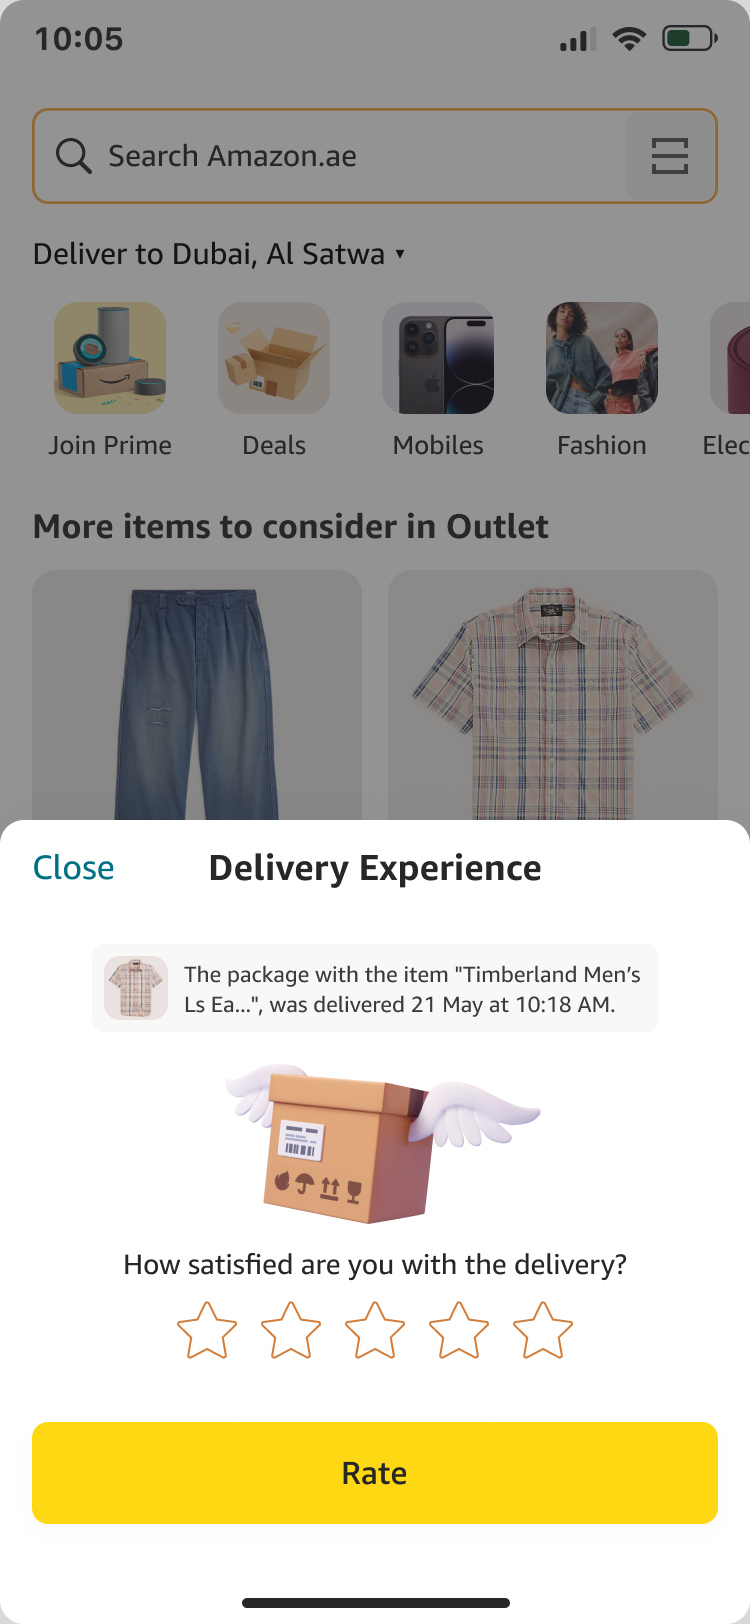 10:05
Search Amazon.ae
Deliver to Dubai, Al Satwa ▾
Join Prime
Deals
Mobiles
Fashion
Elec
More items to consider in Outlet
Close
Delivery Experience
The package with the item "Timberland Men’s
Ls Ea...", was delivered 21 May at 10:18 AM.
How satisfied are you with the delivery?
Rate